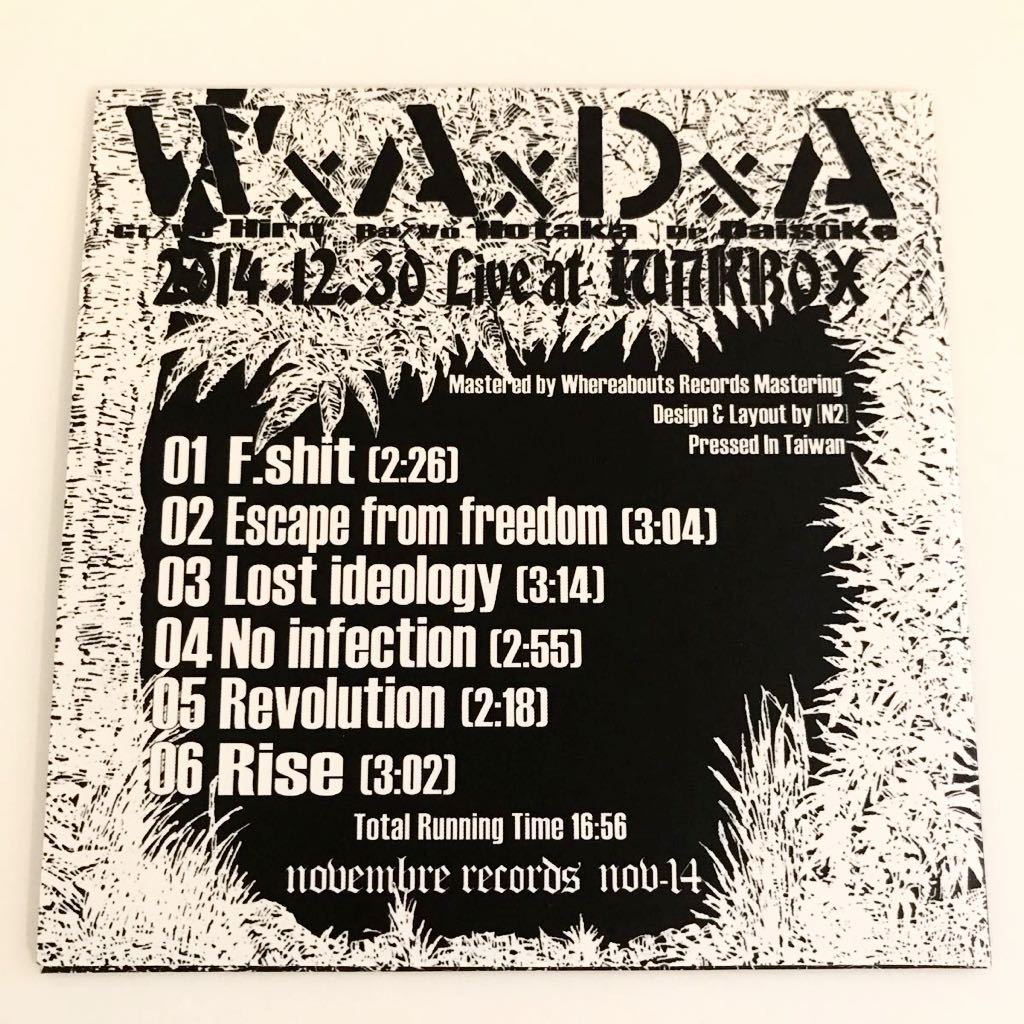 W×A×D×A
Gt/Vo Hiro Ba/Vo Hotaka Dr Daisuke
2014.12.30 Live at JUNKBOX
Mastered by Whereabouts Records Mastering
Design & Layout by [N2]
Pressed In Taiwan
01 F.shit (2:26)
02 Escape from freedom (3:04)
03 Lost ideology (3:14)
04 No infection (2:55)
05 Revolution (2:18)
06 Rise (3:02)
Total Running Time 16:56
novembre records nov-14